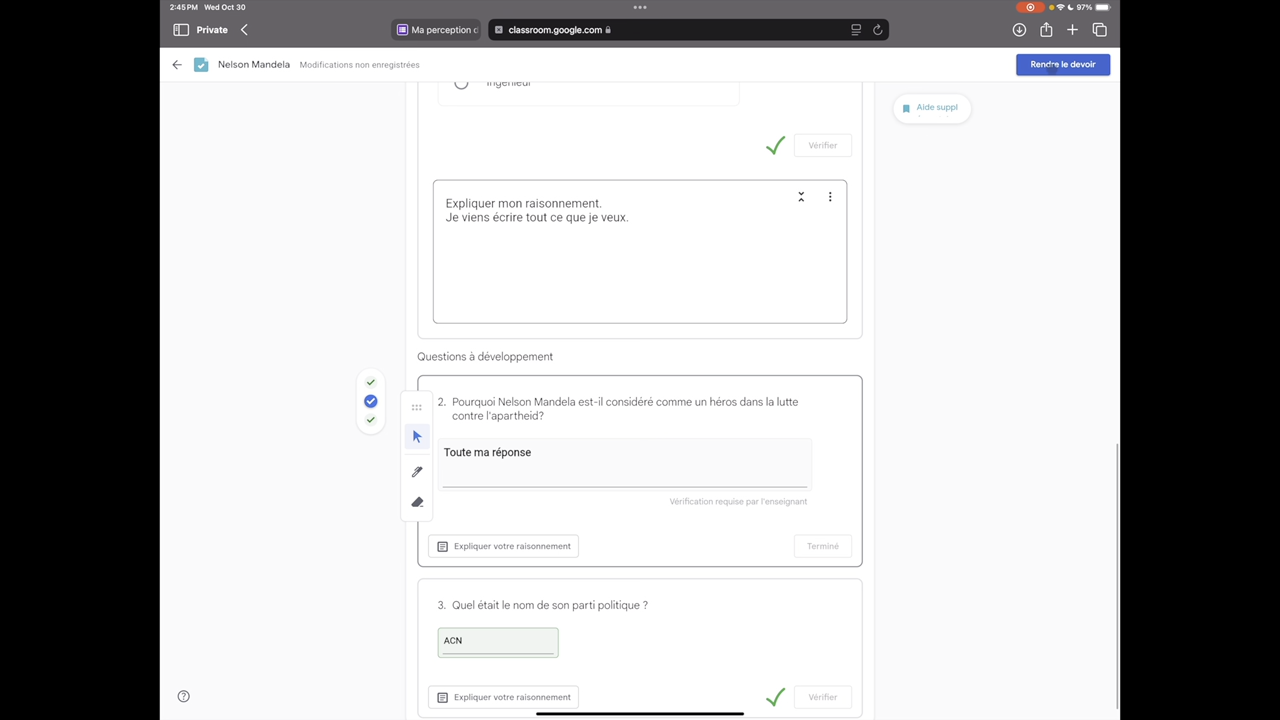 2:45 PM Wed Oct 30
97%
Private
Ma perception d
classroom.google.com
Nelson Mandela
Modifications non enregistrées
Rendre le devoir
Ingénieur
Aide suppl
Vérifier
Expliquer mon raisonnement.
Je viens écrire tout ce que je veux.
Questions à développement
2. Pourquoi Nelson Mandela est-il considéré comme un héros dans la lutte
contre l'apartheid?
Toute ma réponse
Vérification requise par l'enseignant
Expliquer votre raisonnement
Terminé
3. Quel était le nom de son parti politique ?
ACN
Expliquer votre raisonnement
Vérifier